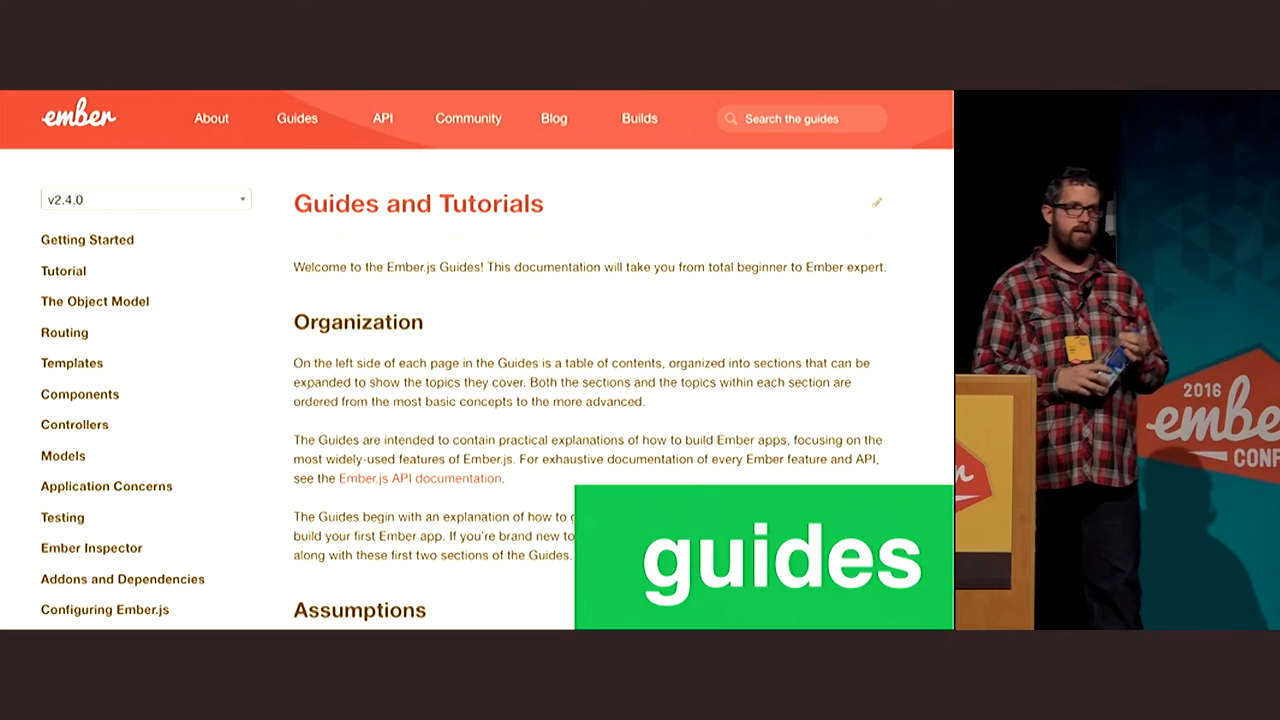 ember
About
Guides
API
Community
Blog
Builds
Search the guides
v2.4.0
Getting Started
Tutorial
The Object Model
Routing
Templates
Components
Controllers
Models
Application Concerns
Testing
Ember Inspector
Addons and Dependencies
Configuring Ember.js
Guides and Tutorials
Welcome to the Ember.js Guides! This documentation will take you from total beginner to Ember expert.
Organization
On the left side of each page in the Guides is a table of contents, organized into sections that can be
expanded to show the topics they cover. Both the sections and the topics within each section are
ordered from the most basic concepts to the more advanced.
The Guides are intended to contain practical explanations of how to build Ember apps, focusing on the
most widely-used features of Ember.js. For exhaustive documentation of every Ember feature and API,
see the Ember.js API documentation.
The Guides begin with an explanation of how to g
build your first Ember app. If you're brand new to
along with these first two sections of the Guides.
Assumptions
guides
2016
embe
CONF